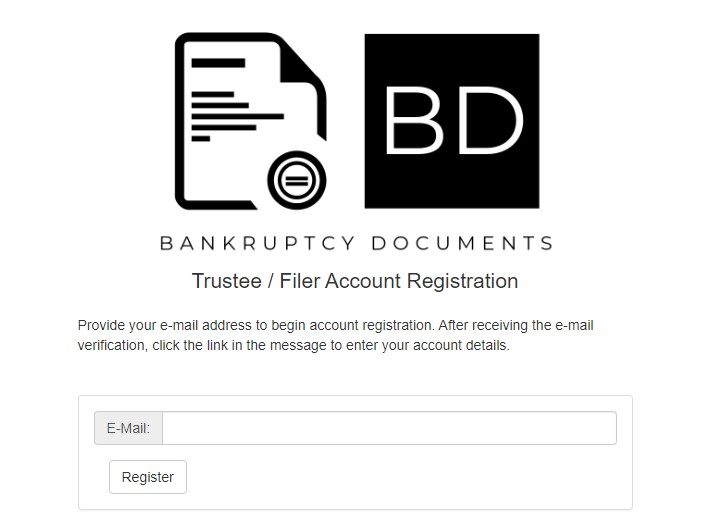 BD
BANKRUPTCY DOCUMENTS
Trustee / Filer Account Registration
Provide your e-mail address to begin account registration. After receiving the e-mail
verification, click the link in the message to enter your account details.
E-Mail:
Register